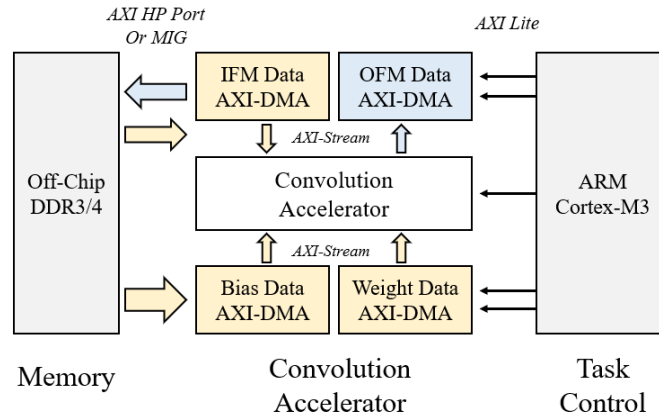 AXI HP Port
Or MIG
AXI Lite
IFM Data
AXI-DMA
OFM Data
AXI-DMA
AXI-Stream
Off-Chip
DDR3/4
Convolution
Accelerator
ARM
Cortex-M3
AXI-Stream
Bias Data
AXI-DMA
Weight Data
AXI-DMA
Memory
Convolution
Accelerator
Task
Control